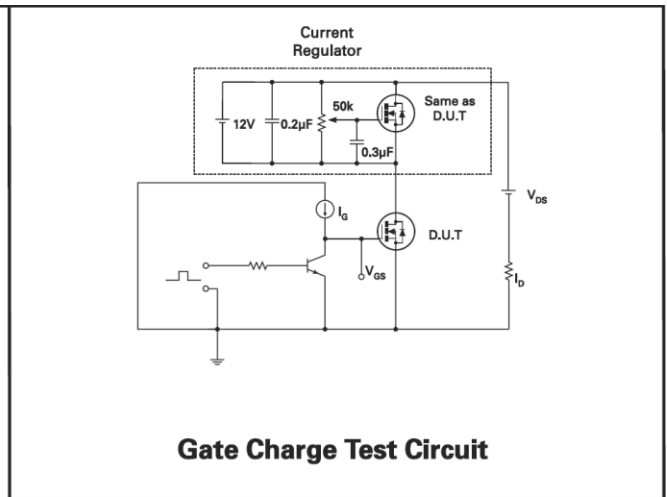 Current
Regulator
12V
0.2µF
50k
0.3µF
Same as
D.U.T
I_G
D.U.T
V_GS
V_DS
I_D
Gate Charge Test Circuit